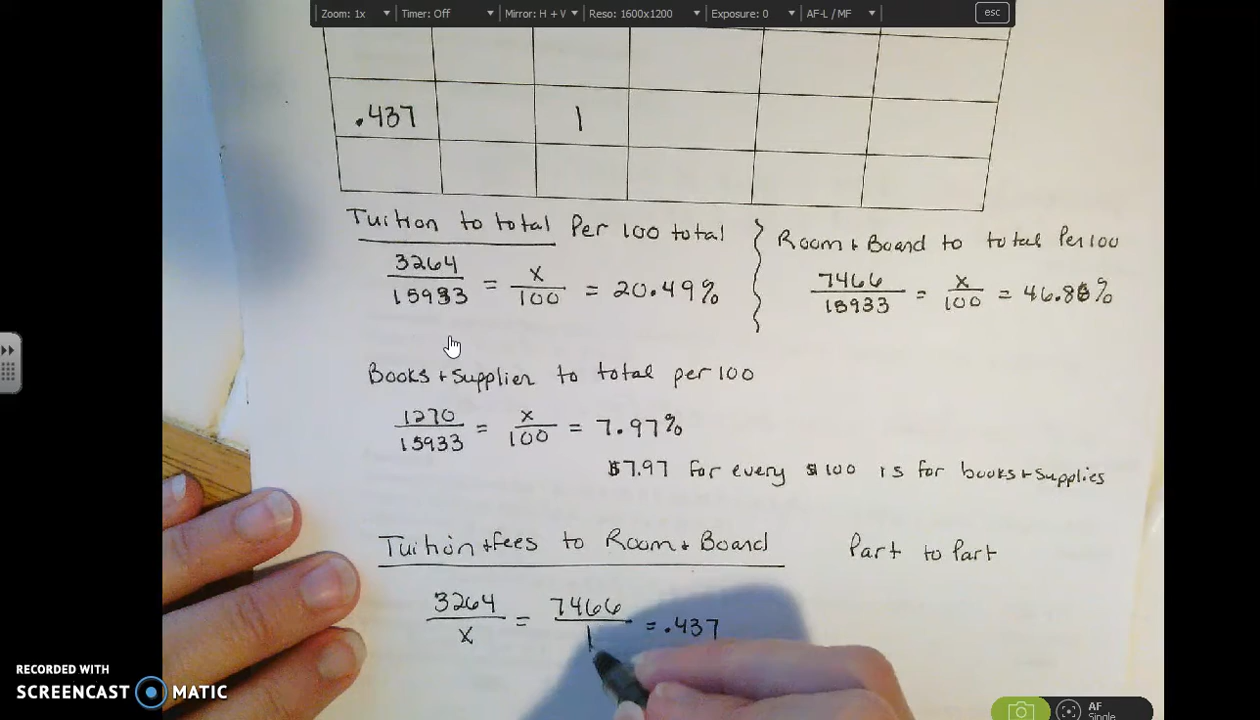 Zoom: 1x Timer: Off Mirror: H + V Reso: 1600x1200 Exposure: 0 AF-L / MF esc
.437 1
Tuition to total Per 100 total
3264/15933 = x/100 = 20.49%
Room + Board to total Per 100
7466/15933 = x/100 = 46.86%
Books + Supplier to total per 100
1270/15933 = x/100 = 7.97%
$7.97 for every $100 is for books + supplies
Tuition + fees to Room + Board Part to Part
3264/x = 7466/1 = .437
RECORDED WITH
SCREENCAST MATIC
AF
Single